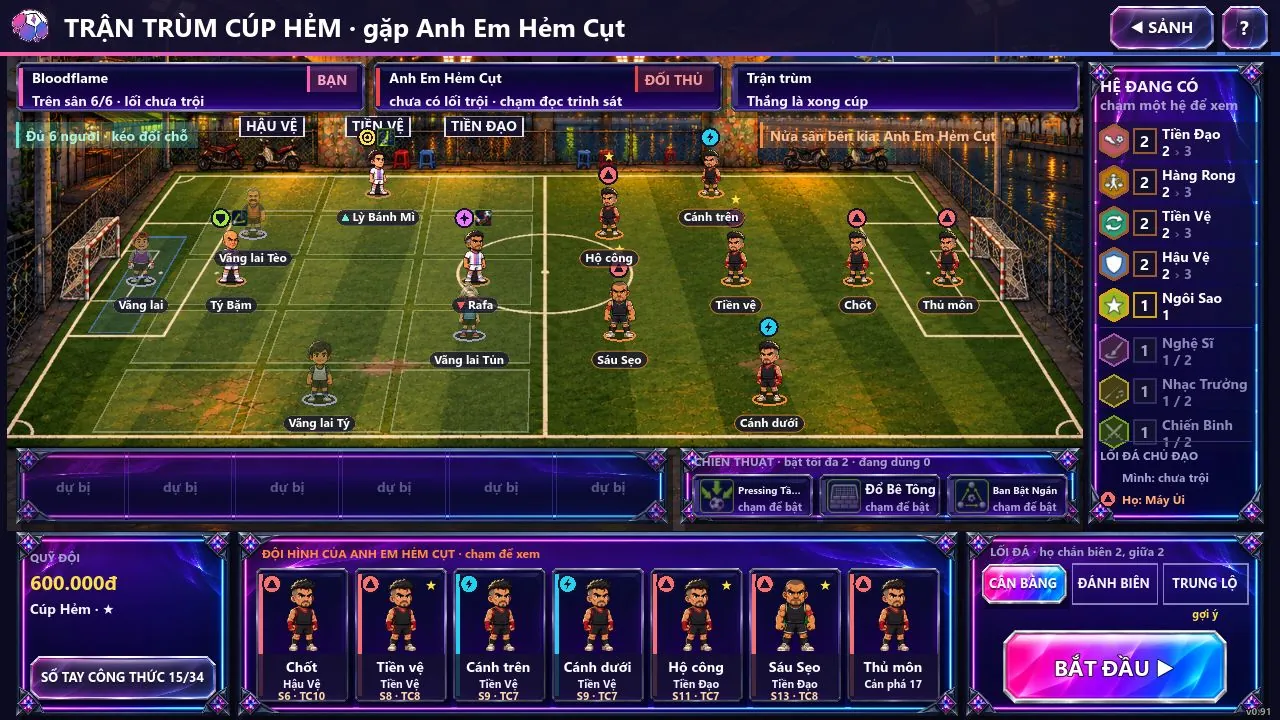 TRẬN TRÙM CÚP HẺM · gặp Anh Em Hẻm Cụt
◀ SẢNH
?
Bloodflame
BẠN
Trên sân 6/6 · lối chưa trội
Anh Em Hẻm Cụt
ĐỐI THỦ
chưa có lối trội · chạm đọc trinh sát
Trận trùm
Thắng là xong cúp
HỆ ĐANG CÓ
chạm một hệ để xem
Đủ 6 người · kéo đổi chỗ
HẬU VỆ
TIỀN VỆ
TIỀN ĐẠO
Nửa sân bên kia: Anh Em Hẻm Cụt
2
Tiền Đạo
2 › 3
2
Hàng Rong
2 › 3
2
Tiền Vệ
2 › 3
2
Hậu Vệ
2 › 3
1
Ngôi Sao
1
1
Nghệ Sĩ
1 / 2
1
Nhạc Trưởng
1 / 2
1
Chiến Binh
1 / 2
Lý Bánh Mì
Cánh trên
Vãng lai Tèo
Hộ công
Vãng lai
Tý Bặm
Rafa
Tiền vệ
Chốt
Thủ môn
Vãng lai Tún
Sáu Sẹo
Vãng lai Tý
Cánh dưới
LỐI ĐÁ CHỦ ĐẠO
Mình: chưa trội
Họ: Máy Ủi
dự bị
dự bị
dự bị
dự bị
dự bị
dự bị
CHIẾN THUẬT · bật tối đa 2 · đang dùng 0
Pressing Tầ...
chạm để bật
Đổ Bê Tông
chạm để bật
Ban Bật Ngắn
chạm để bật
QUỸ ĐỘI
600.000đ
Cúp Hẻm · ★
SỔ TAY CÔNG THỨC 15/34
ĐỘI HÌNH CỦA ANH EM HẺM CỤT · chạm để xem
Chốt
Hậu Vệ
S6 · TC10
Tiền vệ
Tiền Vệ
S8 · TC8
Cánh trên
Tiền Vệ
S9 · TC7
Cánh dưới
Tiền Vệ
S9 · TC7
Hộ công
Tiền Đạo
S11 · TC7
Sáu Sẹo
Tiền Đạo
S13 · TC8
Thủ môn
Cản phá 17
LỐI ĐÁ · họ chắn biên 2, giữa 2
CÂN BẰNG
ĐÁNH BIÊN
TRUNG LỘ
gợi ý
BẮT ĐẦU ▶
v0.91